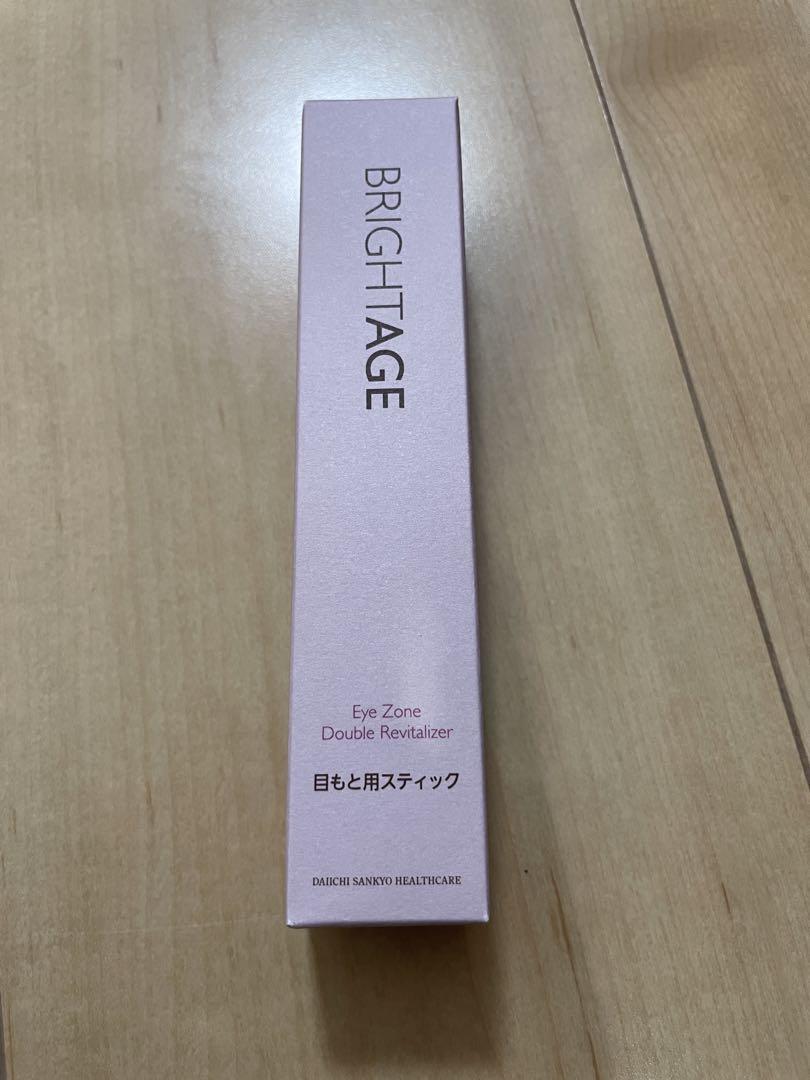 BRIGHTAGE
Eye Zone
Double Revitalizer
目もと用スティック
DAIICHI SANKYO HEALTHCARE